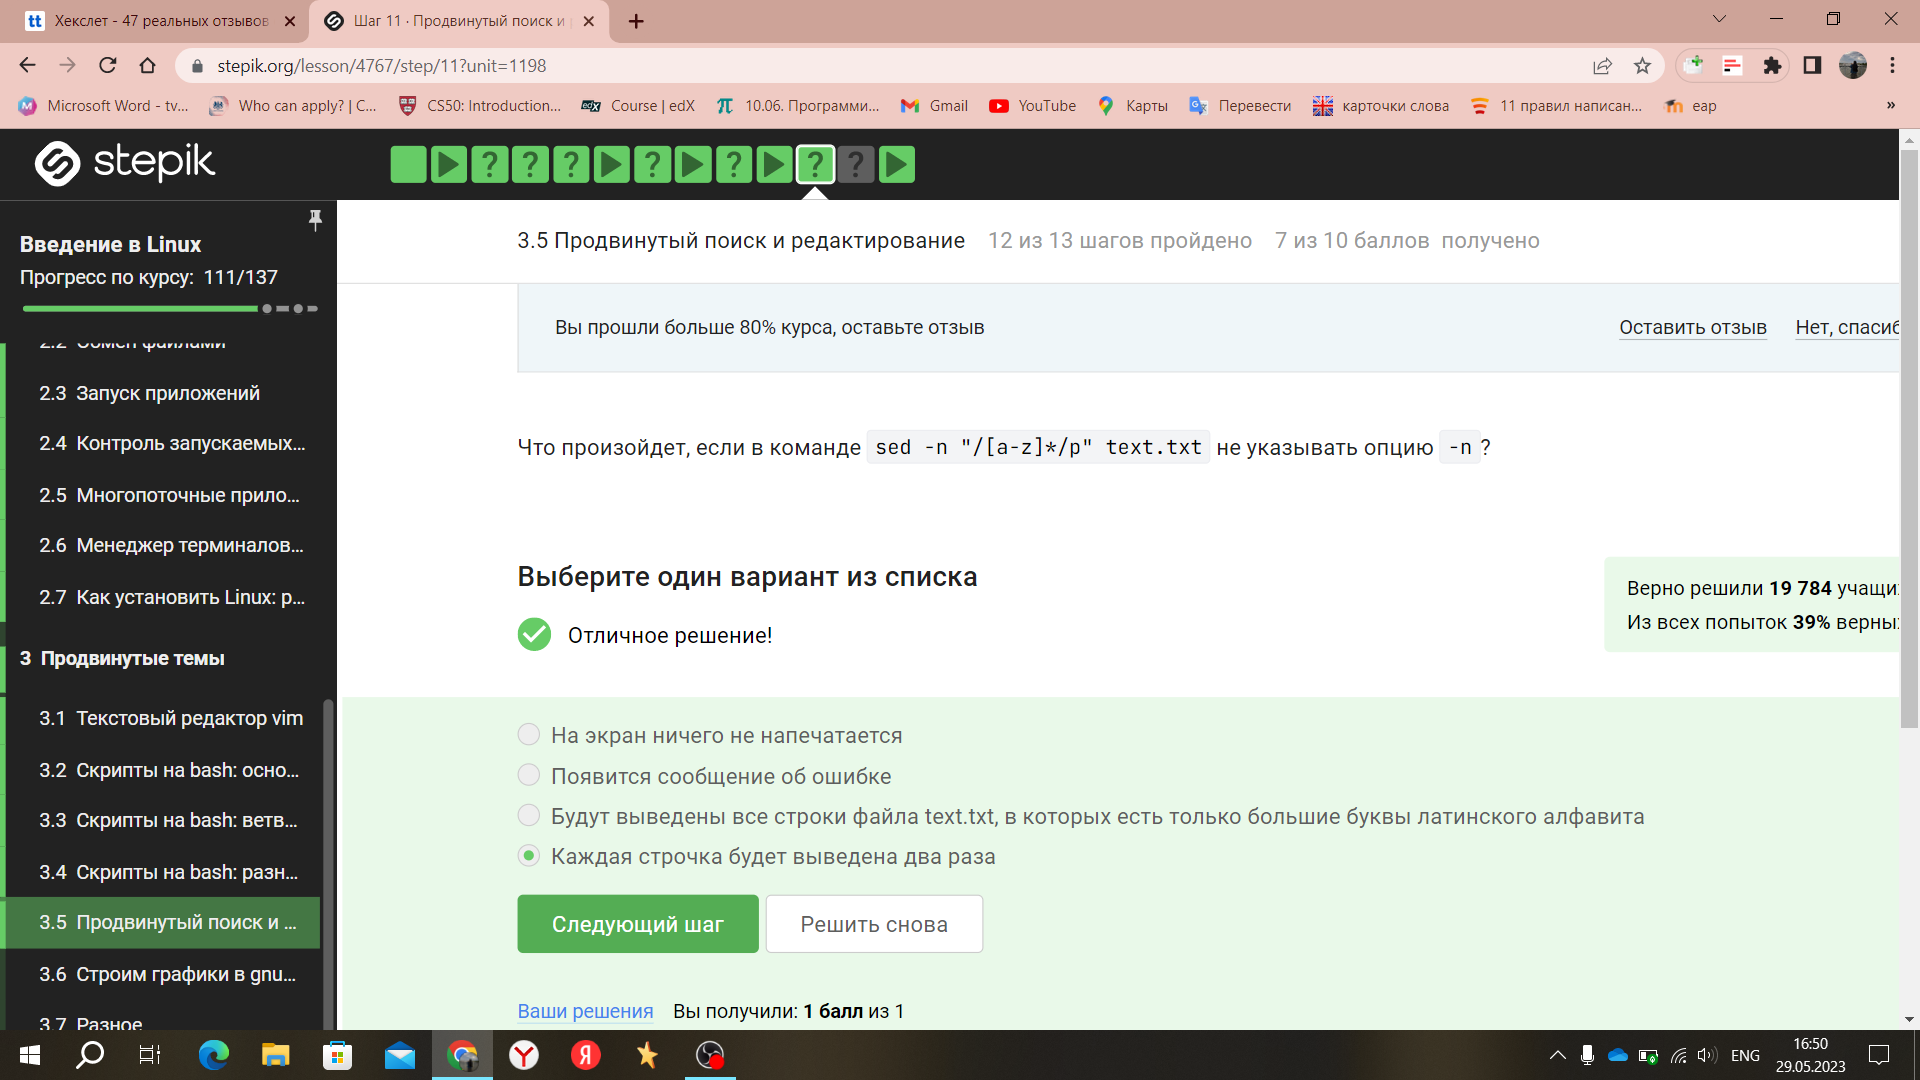 Хекслет - 47 реальных отзывов
Шаг 11 · Продвинутый поиск и
stepik.org/lesson/4767/step/11?unit=1198
Microsoft Word - tv...
Who can apply? | C...
CS50: Introduction...
edX
Course | edX
10.06. Программи...
Gmail
YouTube
Карты
Перевести
карточки слова
11 правил написан...
eap
»
stepik
Введение в Linux
Прогресс по курсу: 111/137
2.2 Обмен файлами
2.3 Запуск приложений
2.4 Контроль запускаемых...
2.5 Многопоточные прило...
2.6 Менеджер терминалов...
2.7 Как установить Linux: р...
3 Продвинутые темы
3.1 Текстовый редактор vim
3.2 Скрипты на bash: осно...
3.3 Скрипты на bash: ветв...
3.4 Скрипты на bash: разн...
3.5 Продвинутый поиск и ...
3.6 Строим графики в gnu...
3.7 Разное
3.5 Продвинутый поиск и редактирование 12 из 13 шагов пройдено 7 из 10 баллов получено
Вы прошли больше 80% курса, оставьте отзыв
Оставить отзыв
Нет, спасиб
Что произойдет, если в команде sed -n "/[a-z]*/p" text.txt не указывать опцию -n?
Выберите один вариант из списка
Отличное решение!
Верно решили 19 784 учащи
Из всех попыток 39% верны
На экран ничего не напечатается
Появится сообщение об ошибке
Будут выведены все строки файла text.txt, в которых есть только большие буквы латинского алфавита
Каждая строчка будет выведена два раза
Следующий шаг
Решить снова
Ваши решения Вы получили: 1 балл из 1
ENG
16:50
29.05.2023